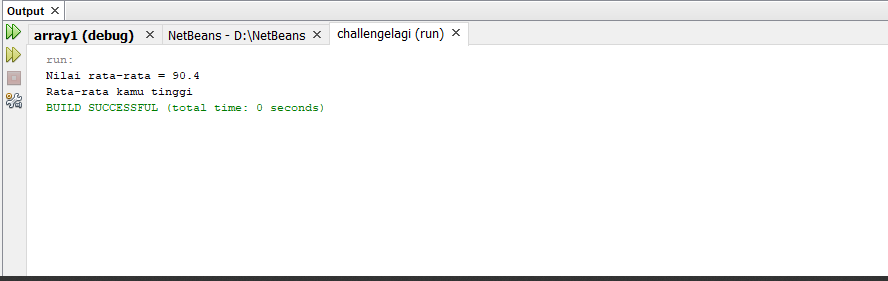 Output
array1 (debug) NetBeans - D:\NetBeans challengelagi (run)
run:
Nilai rata-rata = 90.4
Rata-rata kamu tinggi
BUILD SUCCESSFUL (total time: 0 seconds)